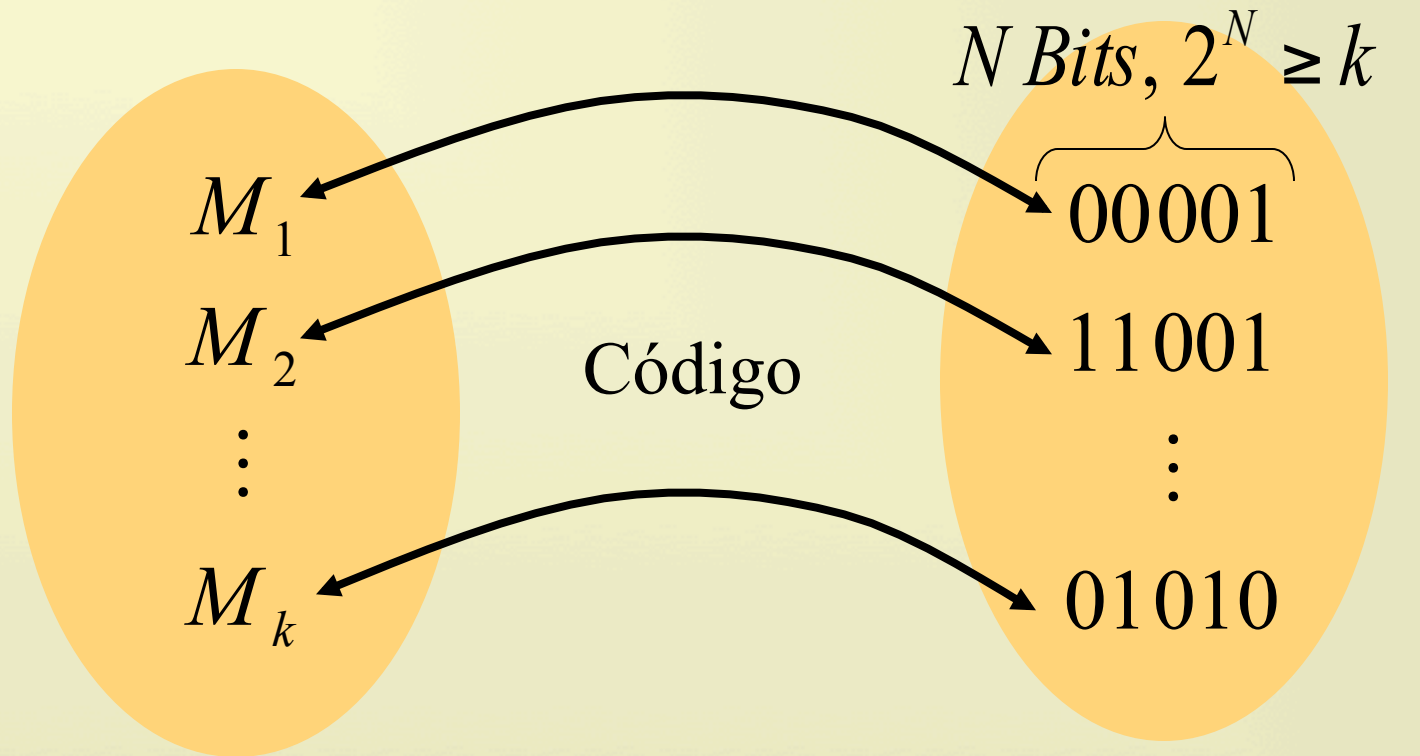 N Bits, 2^N ≥ k
M₁ 00001
M₂ 11001
Código
⋮ ⋮
Mₖ 01010